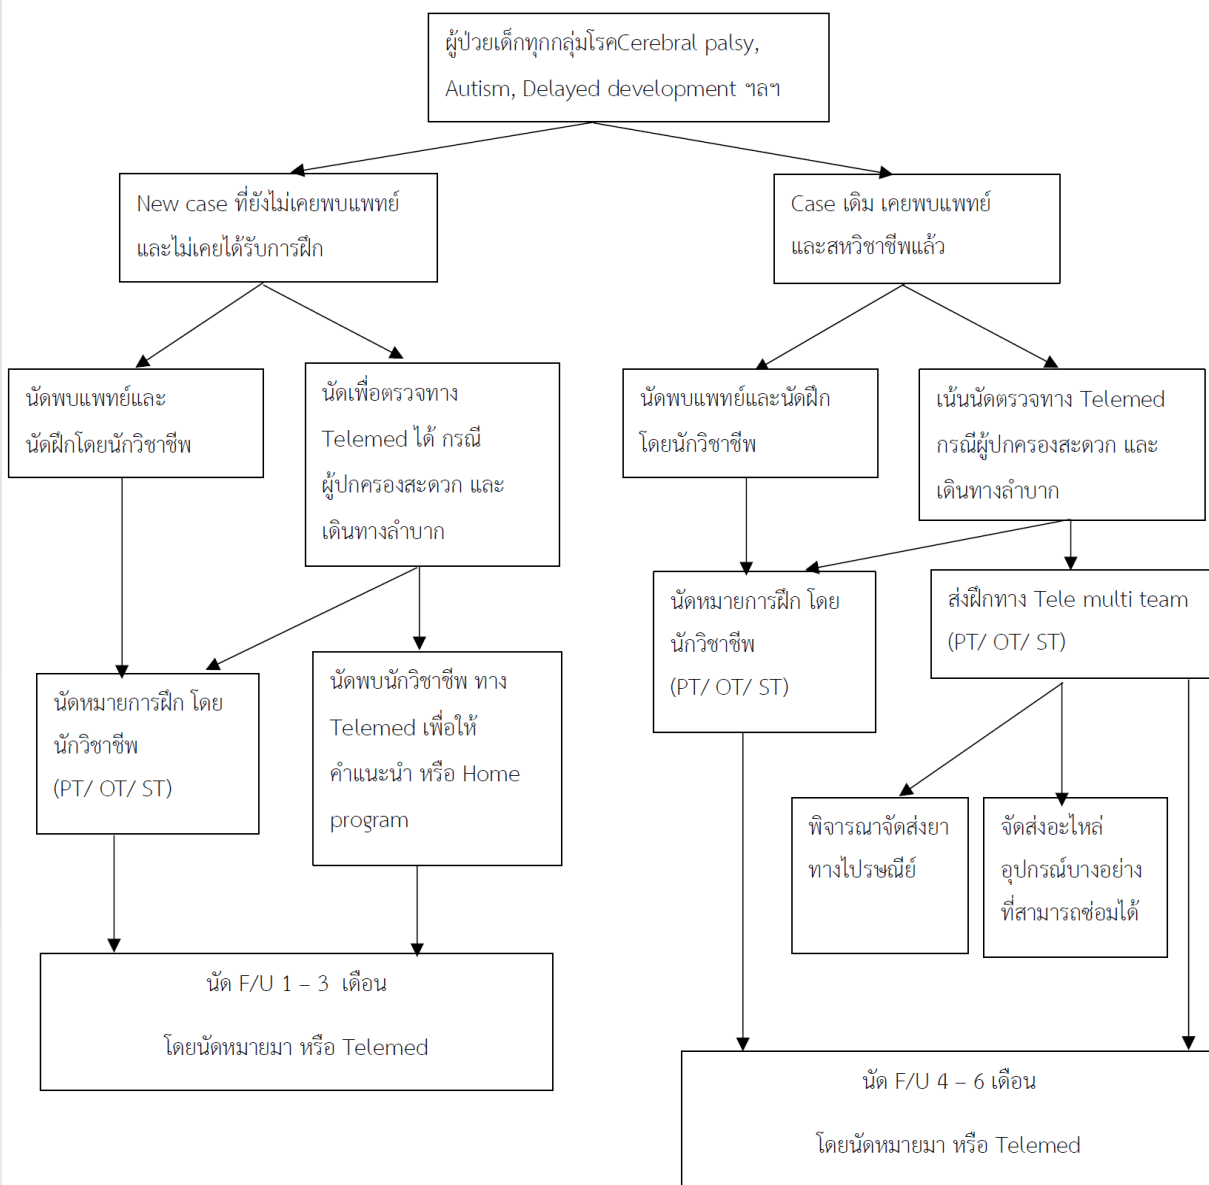 ผู้ป่วยเด็กทุกกลุ่มโรคCerebral palsy,
Autism, Delayed development ฯลฯ
New case ที่ยังไม่เคยพบแพทย์
และไม่เคยได้รับการฝึก
Case เดิม เคยพบแพทย์
และสหวิชาชีพแล้ว
นัดพบแพทย์และ
นัดฝึกโดยนักวิชาชีพ
นัดเพื่อตรวจทาง
Telemed ได้ กรณี
ผู้ปกครองสะดวก และ
เดินทางลำบาก
นัดพบแพทย์และนัดฝึก
โดยนักวิชาชีพ
เน้นนัดตรวจทาง Telemed
กรณีผู้ปกครองสะดวก และ
เดินทางลำบาก
นัดหมายการฝึก โดย
นักวิชาชีพ
(PT/ OT/ ST)
นัดพบนักวิชาชีพ ทาง
Telemed เพื่อให้
คำแนะนำ หรือ Home
program
นัดหมายการฝึก โดย
นักวิชาชีพ
(PT/ OT/ ST)
ส่งฝึกทาง Tele multi team
(PT/ OT/ ST)
พิจารณาจัดส่งยา
ทางไปรษณีย์
จัดส่งอะไหล่
อุปกรณ์บางอย่าง
ที่สามารถซ่อมได้
นัด F/U 1 – 3 เดือน
โดยนัดหมายมา หรือ Telemed
นัด F/U 4 – 6 เดือน
โดยนัดหมายมา หรือ Telemed